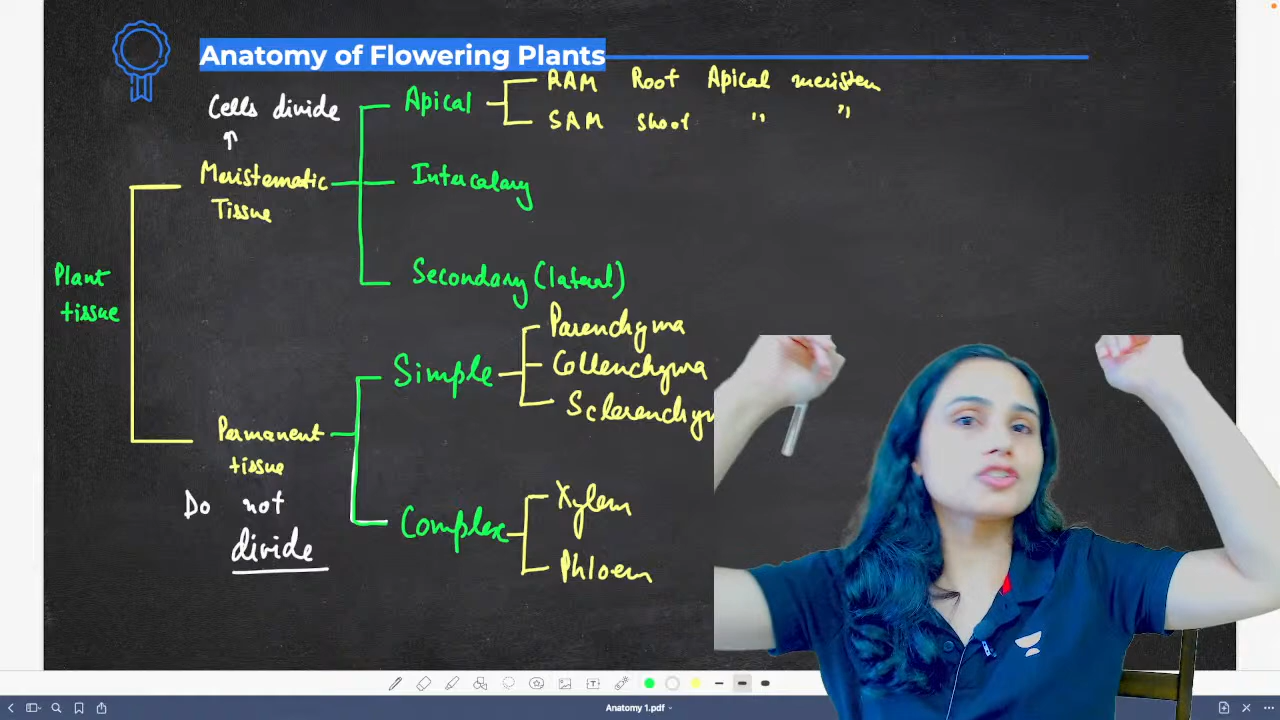 Anatomy of Flowering Plants
RAM Root Apical meristem
SAM shoot " "
Apical
Cells divide
Meristematic
Tissue
Intercalary
Secondary (lateral)
Plant
tissue
Parenchyma
Simple
Collenchyma
Sclerenchym
Permanent
tissue
Do not
divide
Complex
Xylem
Phloem
Anatomy 1.pdf